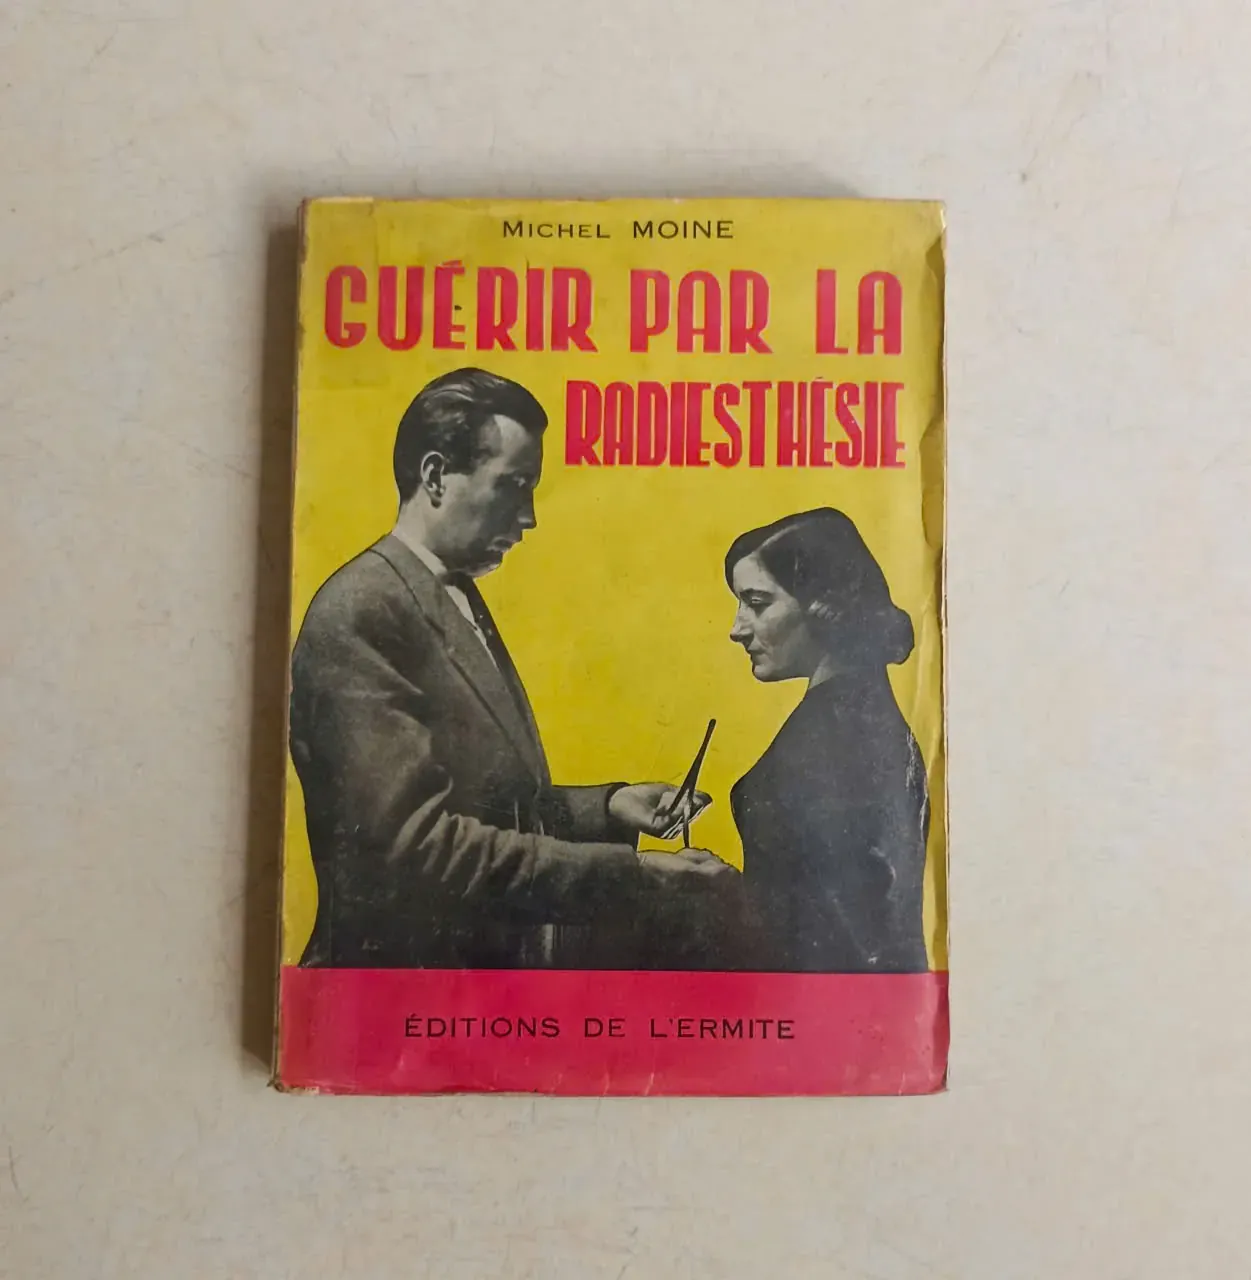 Michel MOINE
GUÉRIR PAR LA
RADIESTHÉSIE
ÉDITIONS DE L'ERMITE